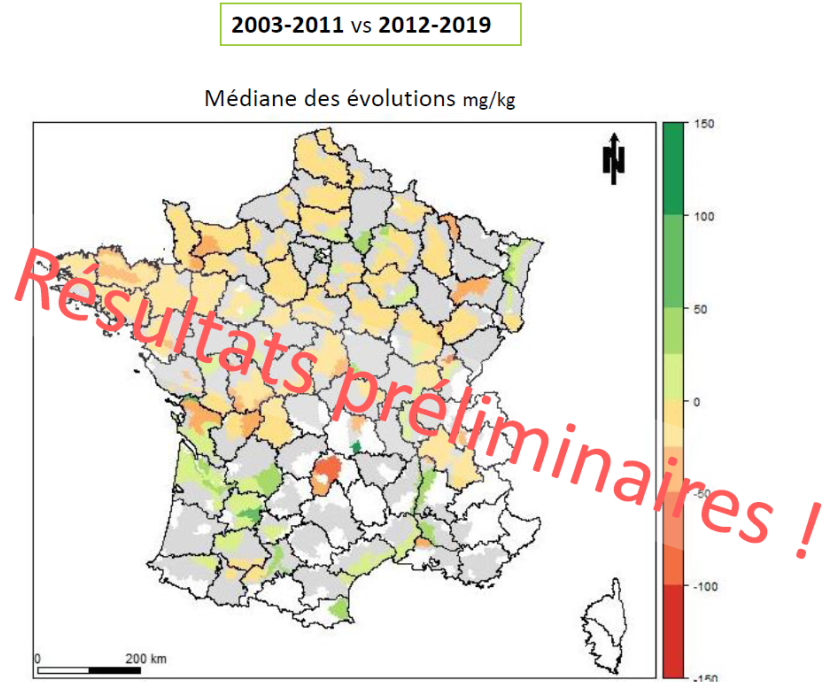 2003-2011 vs 2012-2019
Médiane des évolutions mg/kg
N
150
100
50
0
-50
-100
-150
Résultats préliminaires !
0 200 km